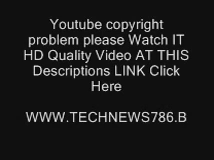 Youtube copyright
problem please Watch IT
HD Quality Video AT THIS
Descriptions LINK Click
Here
WWW.TECHNEWS786.B